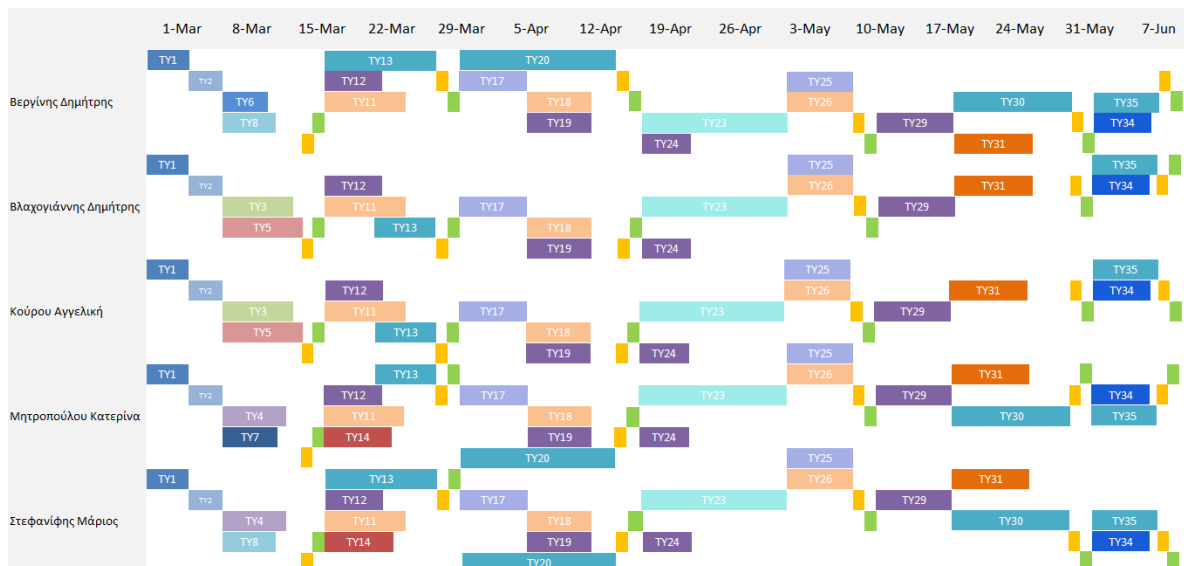 1-Mar 8-Mar 15-Mar 22-Mar 29-Mar 5-Apr 12-Apr 19-Apr 26-Apr 3-May 10-May 17-May 24-May 31-May 7-Jun
TY1 TY13 TY20
TY2 TY12 TY17 TY25
Βεργίνης Δημήτρης TY6 TY11 TY18 TY26 TY30 TY35
TY8 TY19 TY23 TY29 TY34
TY24 TY31
TY1 TY25 TY35
TY2 TY12 TY26 TY31 TY34
Βλαχογιάννης Δημήτρης TY3 TY11 TY17 TY23 TY29
TY5 TY13 TY18
TY19 TY24
TY1 TY25 TY35
TY2 TY12 TY26 TY31 TY34
Κούρου Αγγελική TY3 TY11 TY17 TY23 TY29
TY5 TY13 TY18
TY19 TY24 TY25
TY1 TY13 TY26 TY31
TY2 TY12 TY17 TY23 TY29 TY34
Μητροπούλου Κατερίνα TY4 TY11 TY18 TY30 TY35
TY7 TY14 TY19 TY24
TY20 TY25
TY1 TY13 TY26 TY31
TY2 TY12 TY17 TY23 TY29
Στεφανίφης Μάριος TY4 TY11 TY18 TY30 TY35
TY8 TY14 TY19 TY24 TY34
TY20